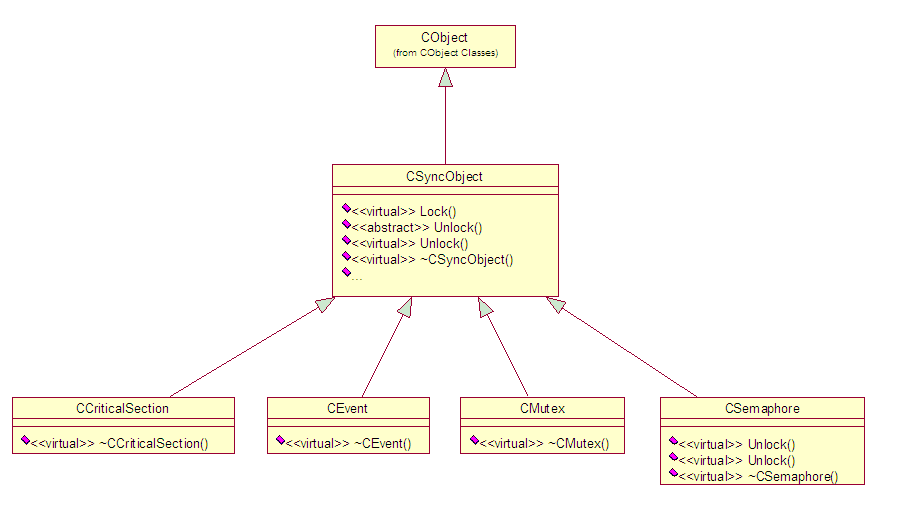 CObject
(from CObject Classes)
CSyncObject
<<virtual>> Lock()
<<abstract>> Unlock()
<<virtual>> Unlock()
<<virtual>> ~CSyncObject()
...
CCriticalSection
<<virtual>> ~CCriticalSection()
CEvent
<<virtual>> ~CEvent()
CMutex
<<virtual>> ~CMutex()
CSemaphore
<<virtual>> Unlock()
<<virtual>> Unlock()
<<virtual>> ~CSemaphore()